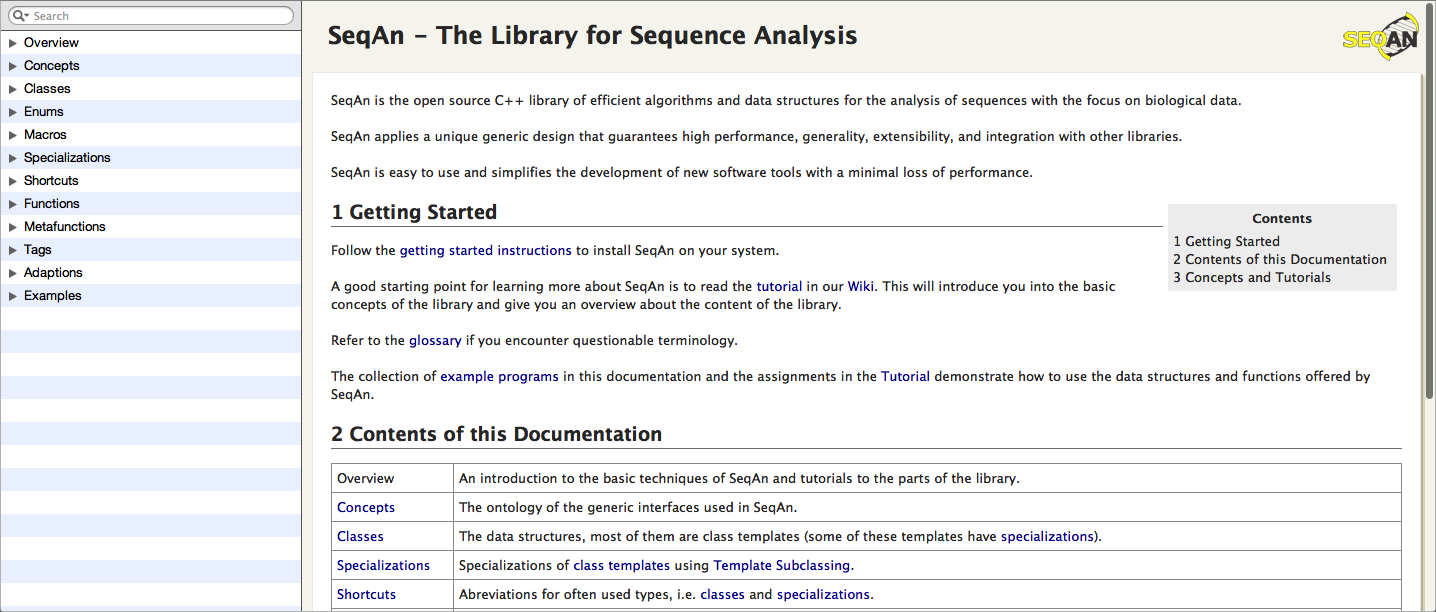 Search
Overview
Concepts
Classes
Enums
Macros
Specializations
Shortcuts
Functions
Metafunctions
Tags
Adaptions
Examples
SeqAn - The Library for Sequence Analysis
SEQAN
SeqAn is the open source C++ library of efficient algorithms and data structures for the analysis of sequences with the focus on biological data.
SeqAn applies a unique generic design that guarantees high performance, generality, extensibility, and integration with other libraries.
SeqAn is easy to use and simplifies the development of new software tools with a minimal loss of performance.
1 Getting Started
Contents
1 Getting Started
2 Contents of this Documentation
3 Concepts and Tutorials
Follow the getting started instructions to install SeqAn on your system.
A good starting point for learning more about SeqAn is to read the tutorial in our Wiki. This will introduce you into the basic
concepts of the library and give you an overview about the content of the library.
Refer to the glossary if you encounter questionable terminology.
The collection of example programs in this documentation and the assignments in the Tutorial demonstrate how to use the data structures and functions offered by
SeqAn.
2 Contents of this Documentation
Overview An introduction to the basic techniques of SeqAn and tutorials to the parts of the library.
Concepts The ontology of the generic interfaces used in SeqAn.
Classes The data structures, most of them are class templates (some of these templates have specializations).
Specializations Specializations of class templates using Template Subclassing.
Shortcuts Abreviations for often used types, i.e. classes and specializations.